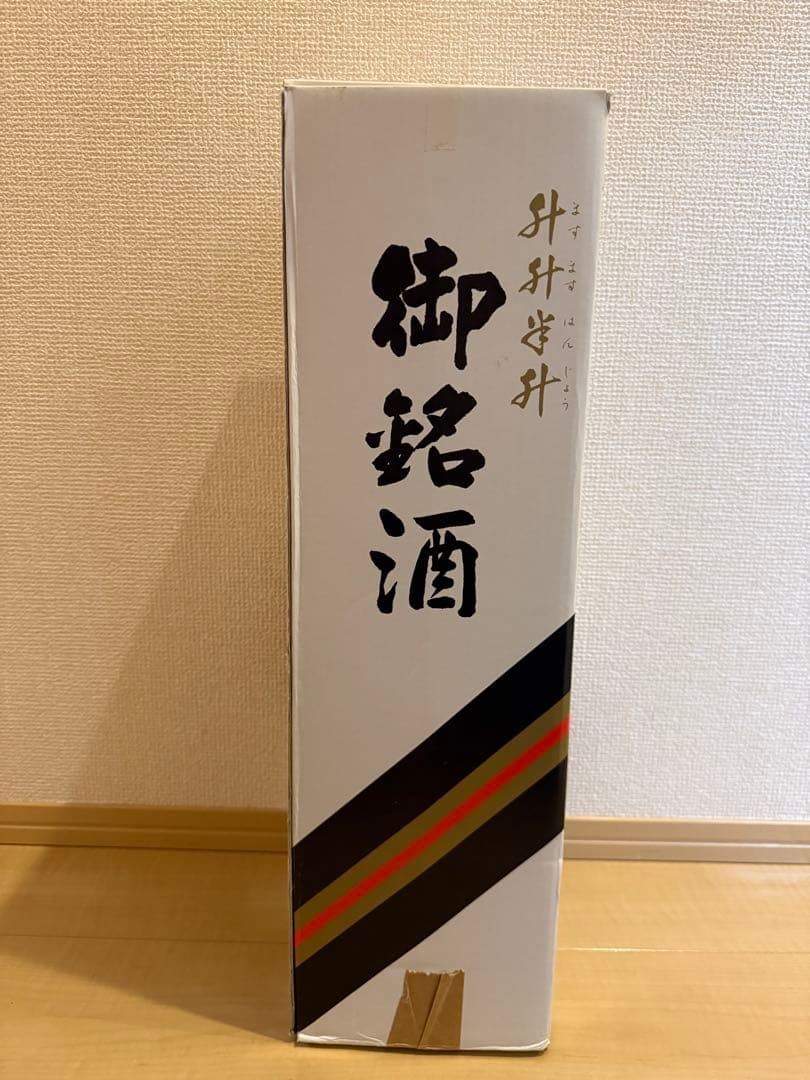 升升半升
ます ます はん じょう
御銘酒